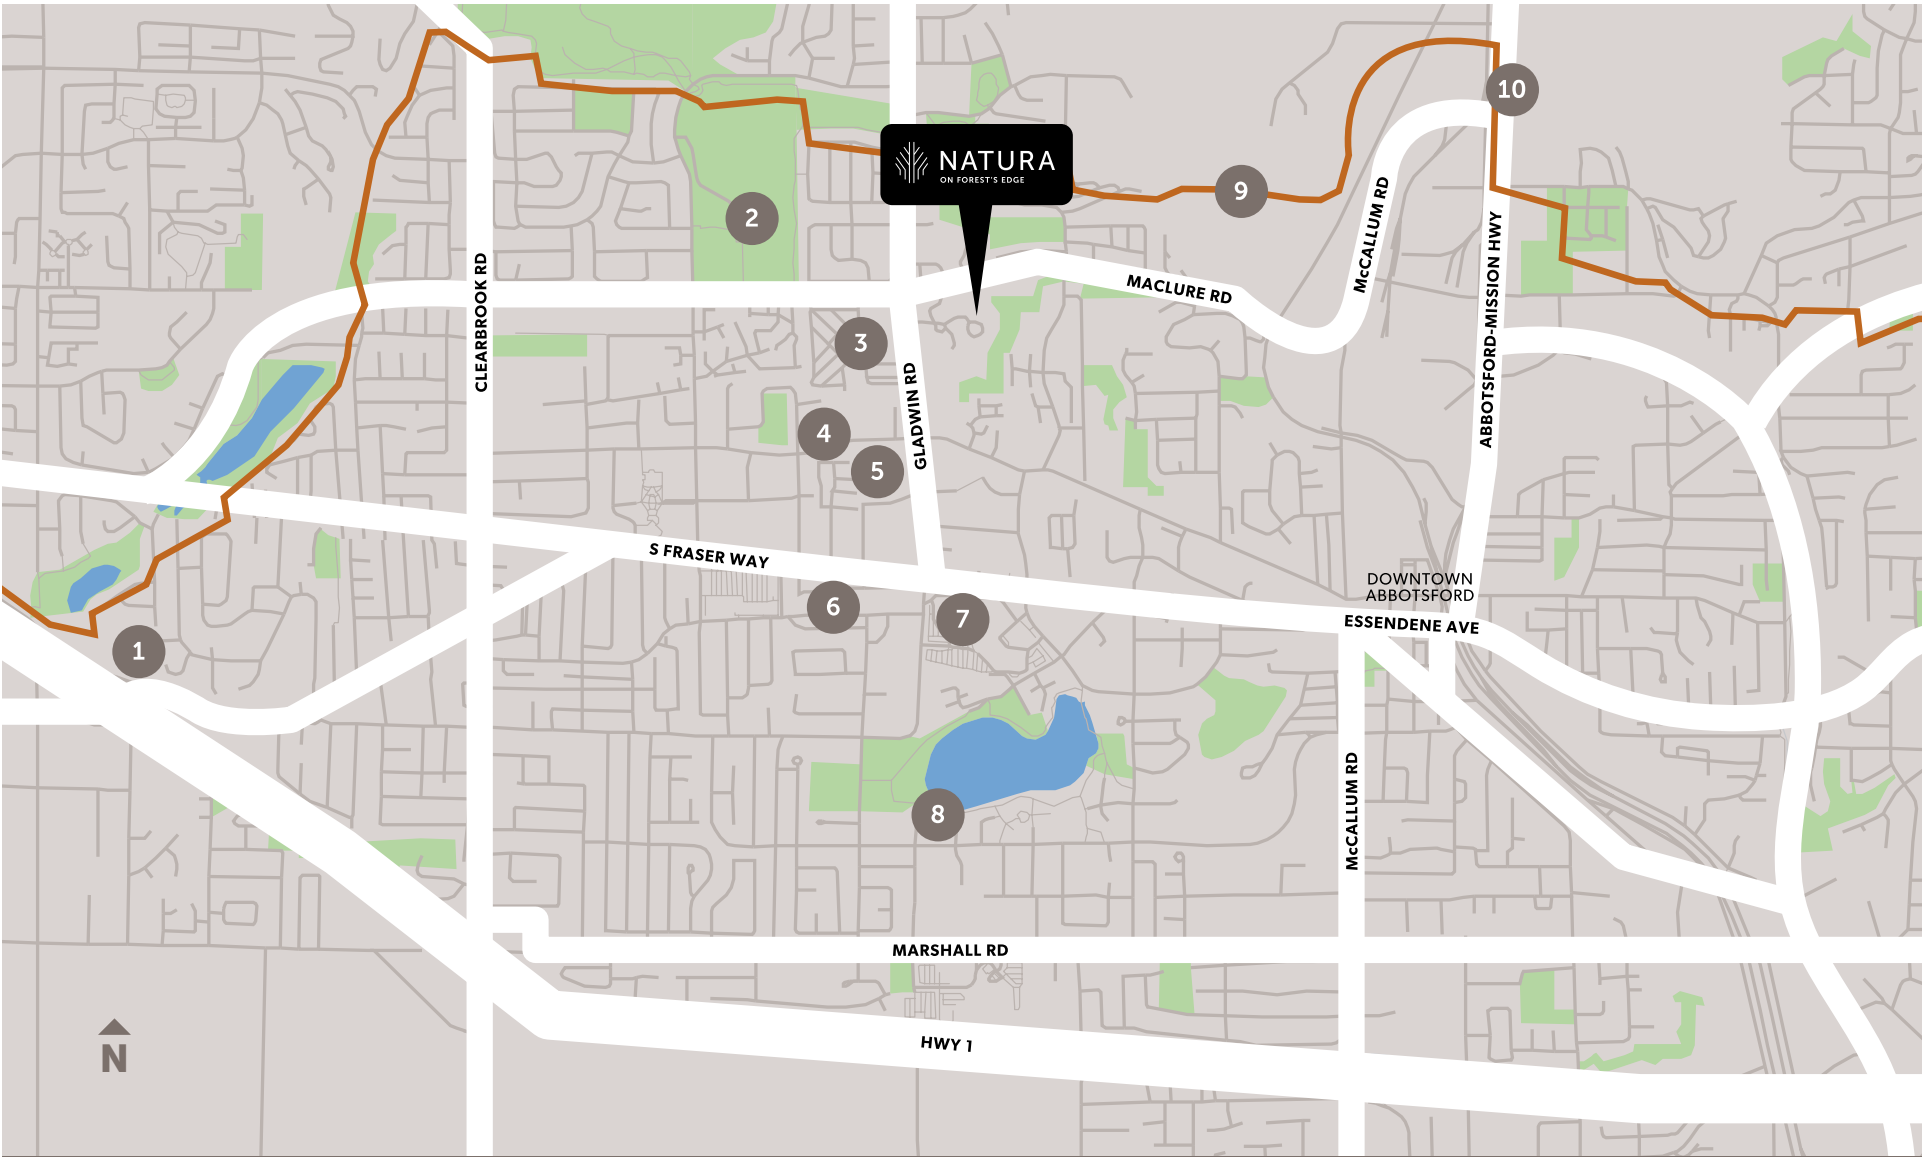 10
NATURA
ON FOREST'S EDGE
9
2
McCALLUM RD
CLEARBROOK RD
MACLURE RD
ABBOTSFORD-MISSION HWY
3
GLADWIN RD
4
5
S FRASER WAY
DOWNTOWN
ABBOTSFORD
6
7
ESSENDENE AVE
1
McCALLUM RD
8
MARSHALL RD
HWY 1
N